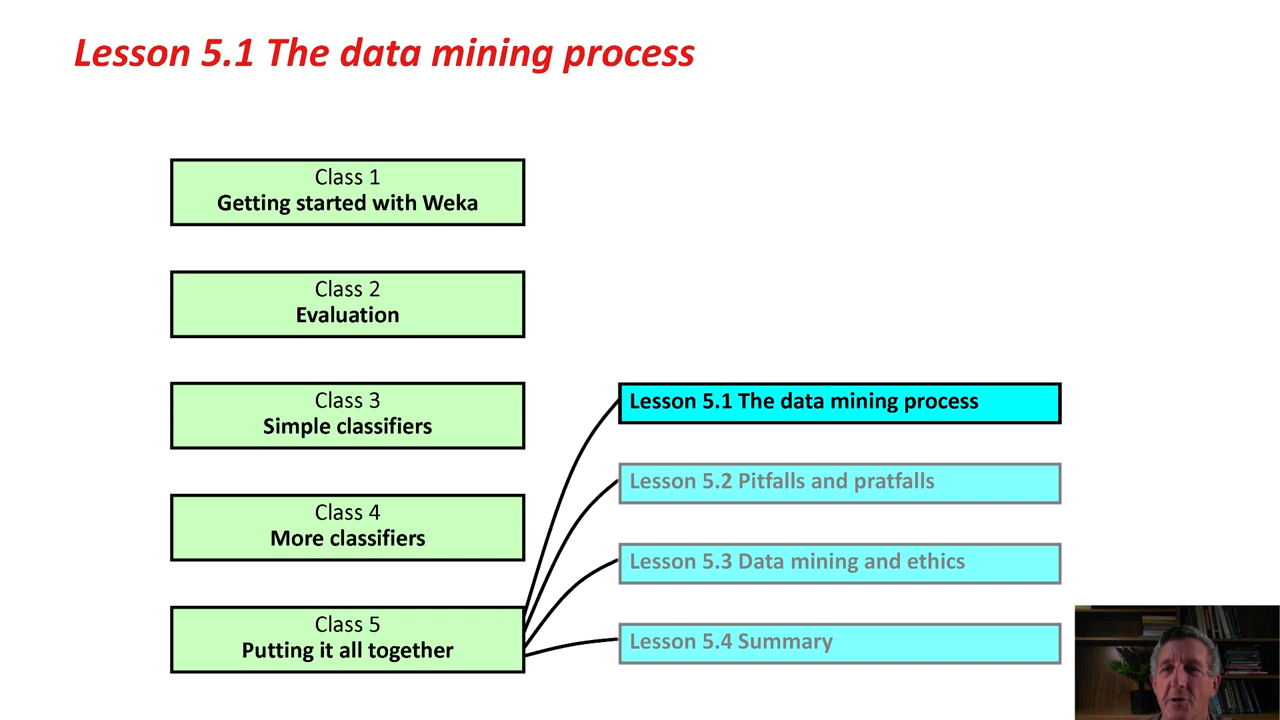 Lesson 5.1 The data mining process
Class 1
Getting started with Weka
Class 2
Evaluation
Class 3
Simple classifiers
Class 4
More classifiers
Class 5
Putting it all together
Lesson 5.1 The data mining process
Lesson 5.2 Pitfalls and pratfalls
Lesson 5.3 Data mining and ethics
Lesson 5.4 Summary